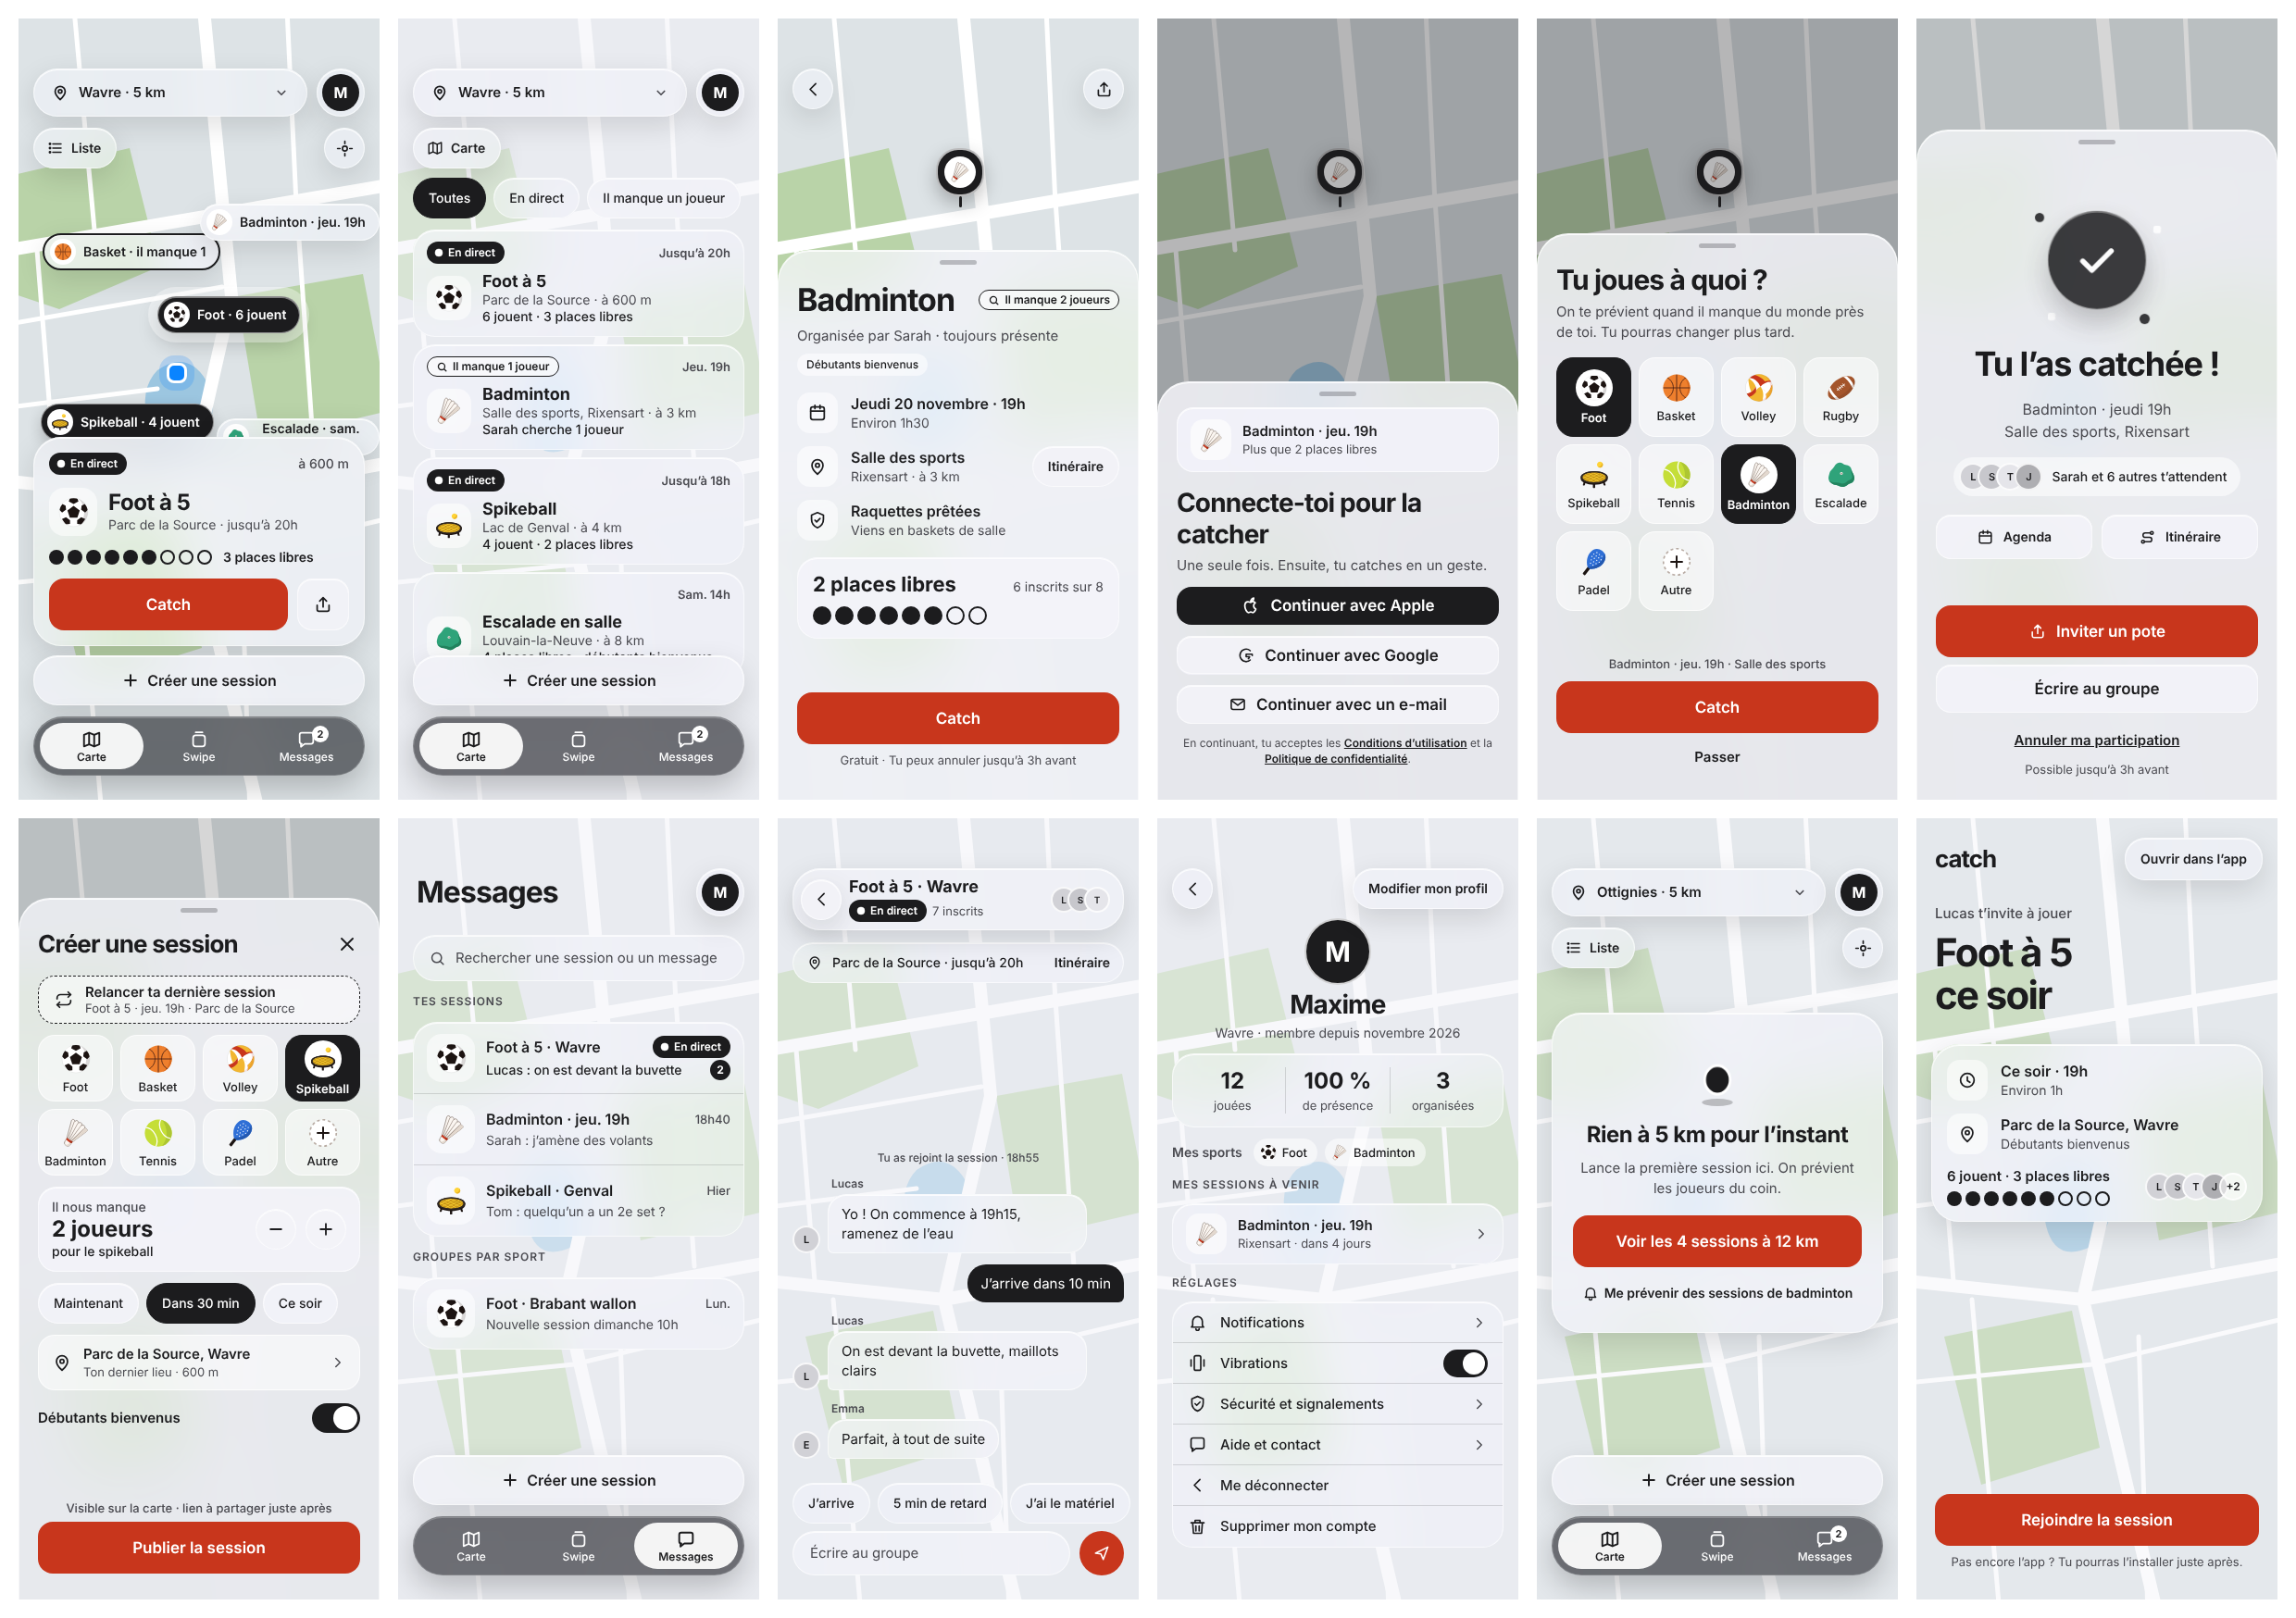 Wavre · 5 km
M
Liste
Badminton · jeu. 19h
Basket · il manque 1
Foot · 6 jouent
Spikeball · 4 jouent
Escalade · sam.
En direct
à 600 m
Foot à 5
Parc de la Source · jusqu’à 20h
3 places libres
Catch
Créer une session
Carte
Swipe
Messages
2
Wavre · 5 km
M
Carte
Toutes
En direct
Il manque un joueur
En direct
Jusqu’à 20h
Foot à 5
Parc de la Source · à 600 m
6 jouent · 3 places libres
Il manque 1 joueur
Jeu. 19h
Badminton
Salle des sports, Rixensart · à 3 km
Sarah cherche 1 joueur
En direct
Jusqu’à 18h
Spikeball
Lac de Genval · à 4 km
4 jouent · 2 places libres
Sam. 14h
Escalade en salle
Louvain-la-Neuve · à 8 km
Créer une session
Carte
Swipe
Messages
2
Badminton
Il manque 2 joueurs
Organisée par Sarah · toujours présente
Débutants bienvenus
Jeudi 20 novembre · 19h
Environ 1h30
Salle des sports
Rixensart · à 3 km
Itinéraire
Raquettes prêtées
Viens en baskets de salle
2 places libres
6 inscrits sur 8
Catch
Gratuit · Tu peux annuler jusqu’à 3h avant
Badminton · jeu. 19h
Plus que 2 places libres
Connecte-toi pour la
catcher
Une seule fois. Ensuite, tu catches en un geste.
Continuer avec Apple
Continuer avec Google
Continuer avec un e-mail
En continuant, tu acceptes les Conditions d’utilisation et la
Politique de confidentialité.
Tu joues à quoi ?
On te prévient quand il manque du monde près
de toi. Tu pourras changer plus tard.
Foot
Basket
Volley
Rugby
Spikeball
Tennis
Badminton
Escalade
Padel
Autre
Badminton · jeu. 19h · Salle des sports
Catch
Passer
Tu l’as catchée !
Badminton · jeudi 19h
Salle des sports, Rixensart
L S T J
Sarah et 6 autres t’attendent
Agenda
Itinéraire
Inviter un pote
Écrire au groupe
Annuler ma participation
Possible jusqu’à 3h avant
Créer une session
Relancer ta dernière session
Foot à 5 · jeu. 19h · Parc de la Source
Foot
Basket
Volley
Spikeball
Badminton
Tennis
Padel
Autre
Il nous manque
2 joueurs
pour le spikeball
Maintenant
Dans 30 min
Ce soir
Parc de la Source, Wavre
Ton dernier lieu · 600 m
Débutants bienvenus
Visible sur la carte · lien à partager juste après
Publier la session
Messages
M
Rechercher une session ou un message
TES SESSIONS
Foot à 5 · Wavre
En direct
Lucas : on est devant la buvette
2
Badminton · jeu. 19h
18h40
Sarah : j’amène des volants
Spikeball · Genval
Hier
Tom : quelqu’un a un 2e set ?
GROUPES PAR SPORT
Foot · Brabant wallon
Lun.
Nouvelle session dimanche 10h
Créer une session
Carte
Swipe
Messages
Foot à 5 · Wavre
En direct
7 inscrits
L S T
Parc de la Source · jusqu’à 20h
Itinéraire
Tu as rejoint la session · 18h55
Lucas
Yo ! On commence à 19h15,
ramenez de l’eau
L
J’arrive dans 10 min
Lucas
On est devant la buvette, maillots
clairs
L
Emma
Parfait, à tout de suite
E
J’arrive
5 min de retard
J’ai le matériel
Écrire au groupe
Modifier mon profil
M
Maxime
Wavre · membre depuis novembre 2026
12
jouées
100 %
de présence
3
organisées
Mes sports
Foot
Badminton
MES SESSIONS À VENIR
Badminton · jeu. 19h
Rixensart · dans 4 jours
RÉGLAGES
Notifications
Vibrations
Sécurité et signalements
Aide et contact
Me déconnecter
Supprimer mon compte
Ottignies · 5 km
M
Liste
Rien à 5 km pour l’instant
Lance la première session ici. On prévient
les joueurs du coin.
Voir les 4 sessions à 12 km
Me prévenir des sessions de badminton
Créer une session
Carte
Swipe
Messages
2
catch
Ouvrir dans l’app
Lucas t’invite à jouer
Foot à 5
ce soir
Ce soir · 19h
Environ 1h
Parc de la Source, Wavre
Débutants bienvenus
6 jouent · 3 places libres
L S T J +2
Rejoindre la session
Pas encore l’app ? Tu pourras l’installer juste après.